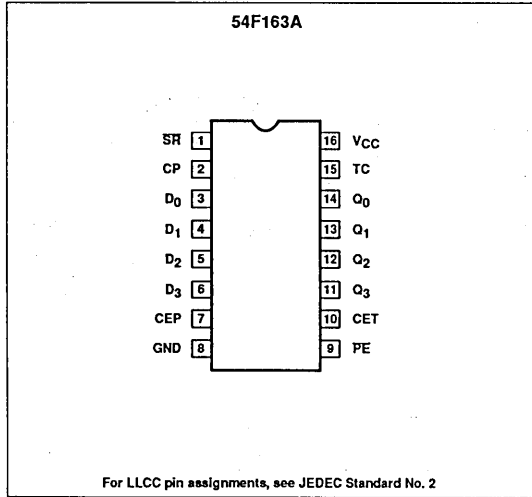 54F163A
S̅R̅ 1 16 VCC
CP 2 15 TC
D0 3 14 Q0
D1 4 13 Q1
D2 5 12 Q2
D3 6 11 Q3
CEP 7 10 CET
GND 8 9 P̅E̅
For LLCC pin assignments, see JEDEC Standard No. 2